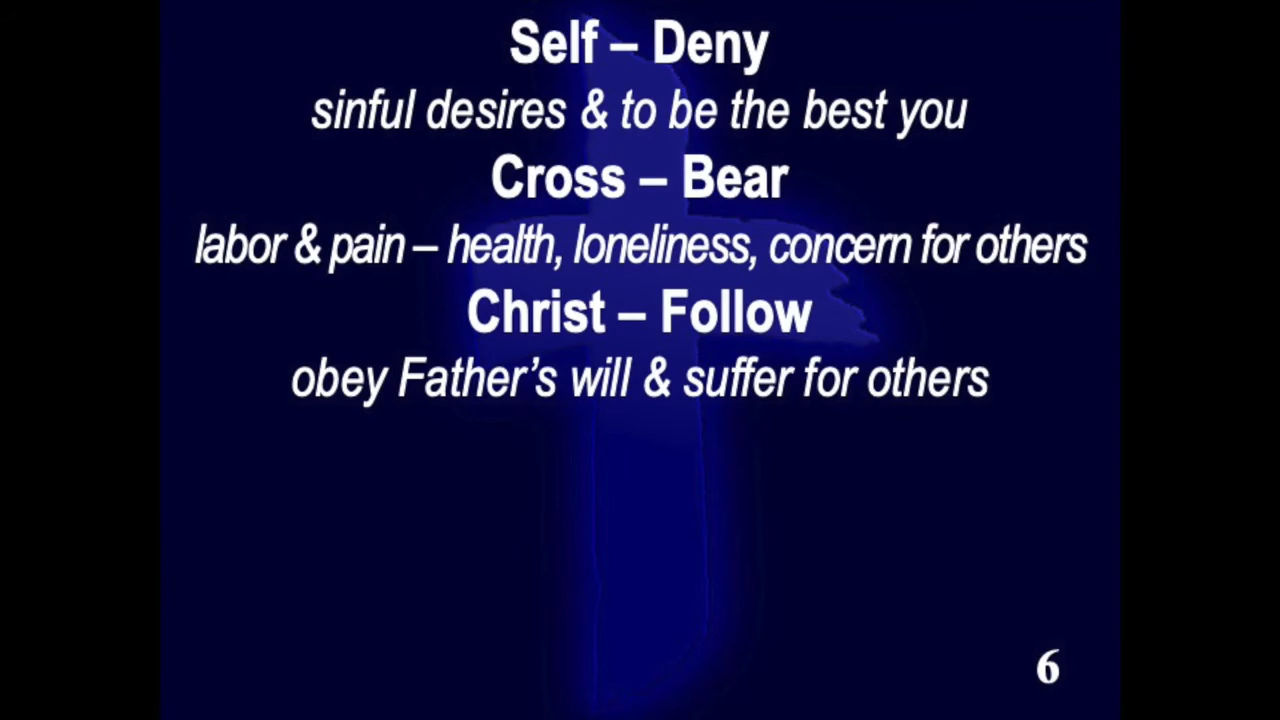 Self – Deny
sinful desires & to be the best you
Cross – Bear
labor & pain – health, loneliness, concern for others
Christ – Follow
obey Father’s will & suffer for others
6